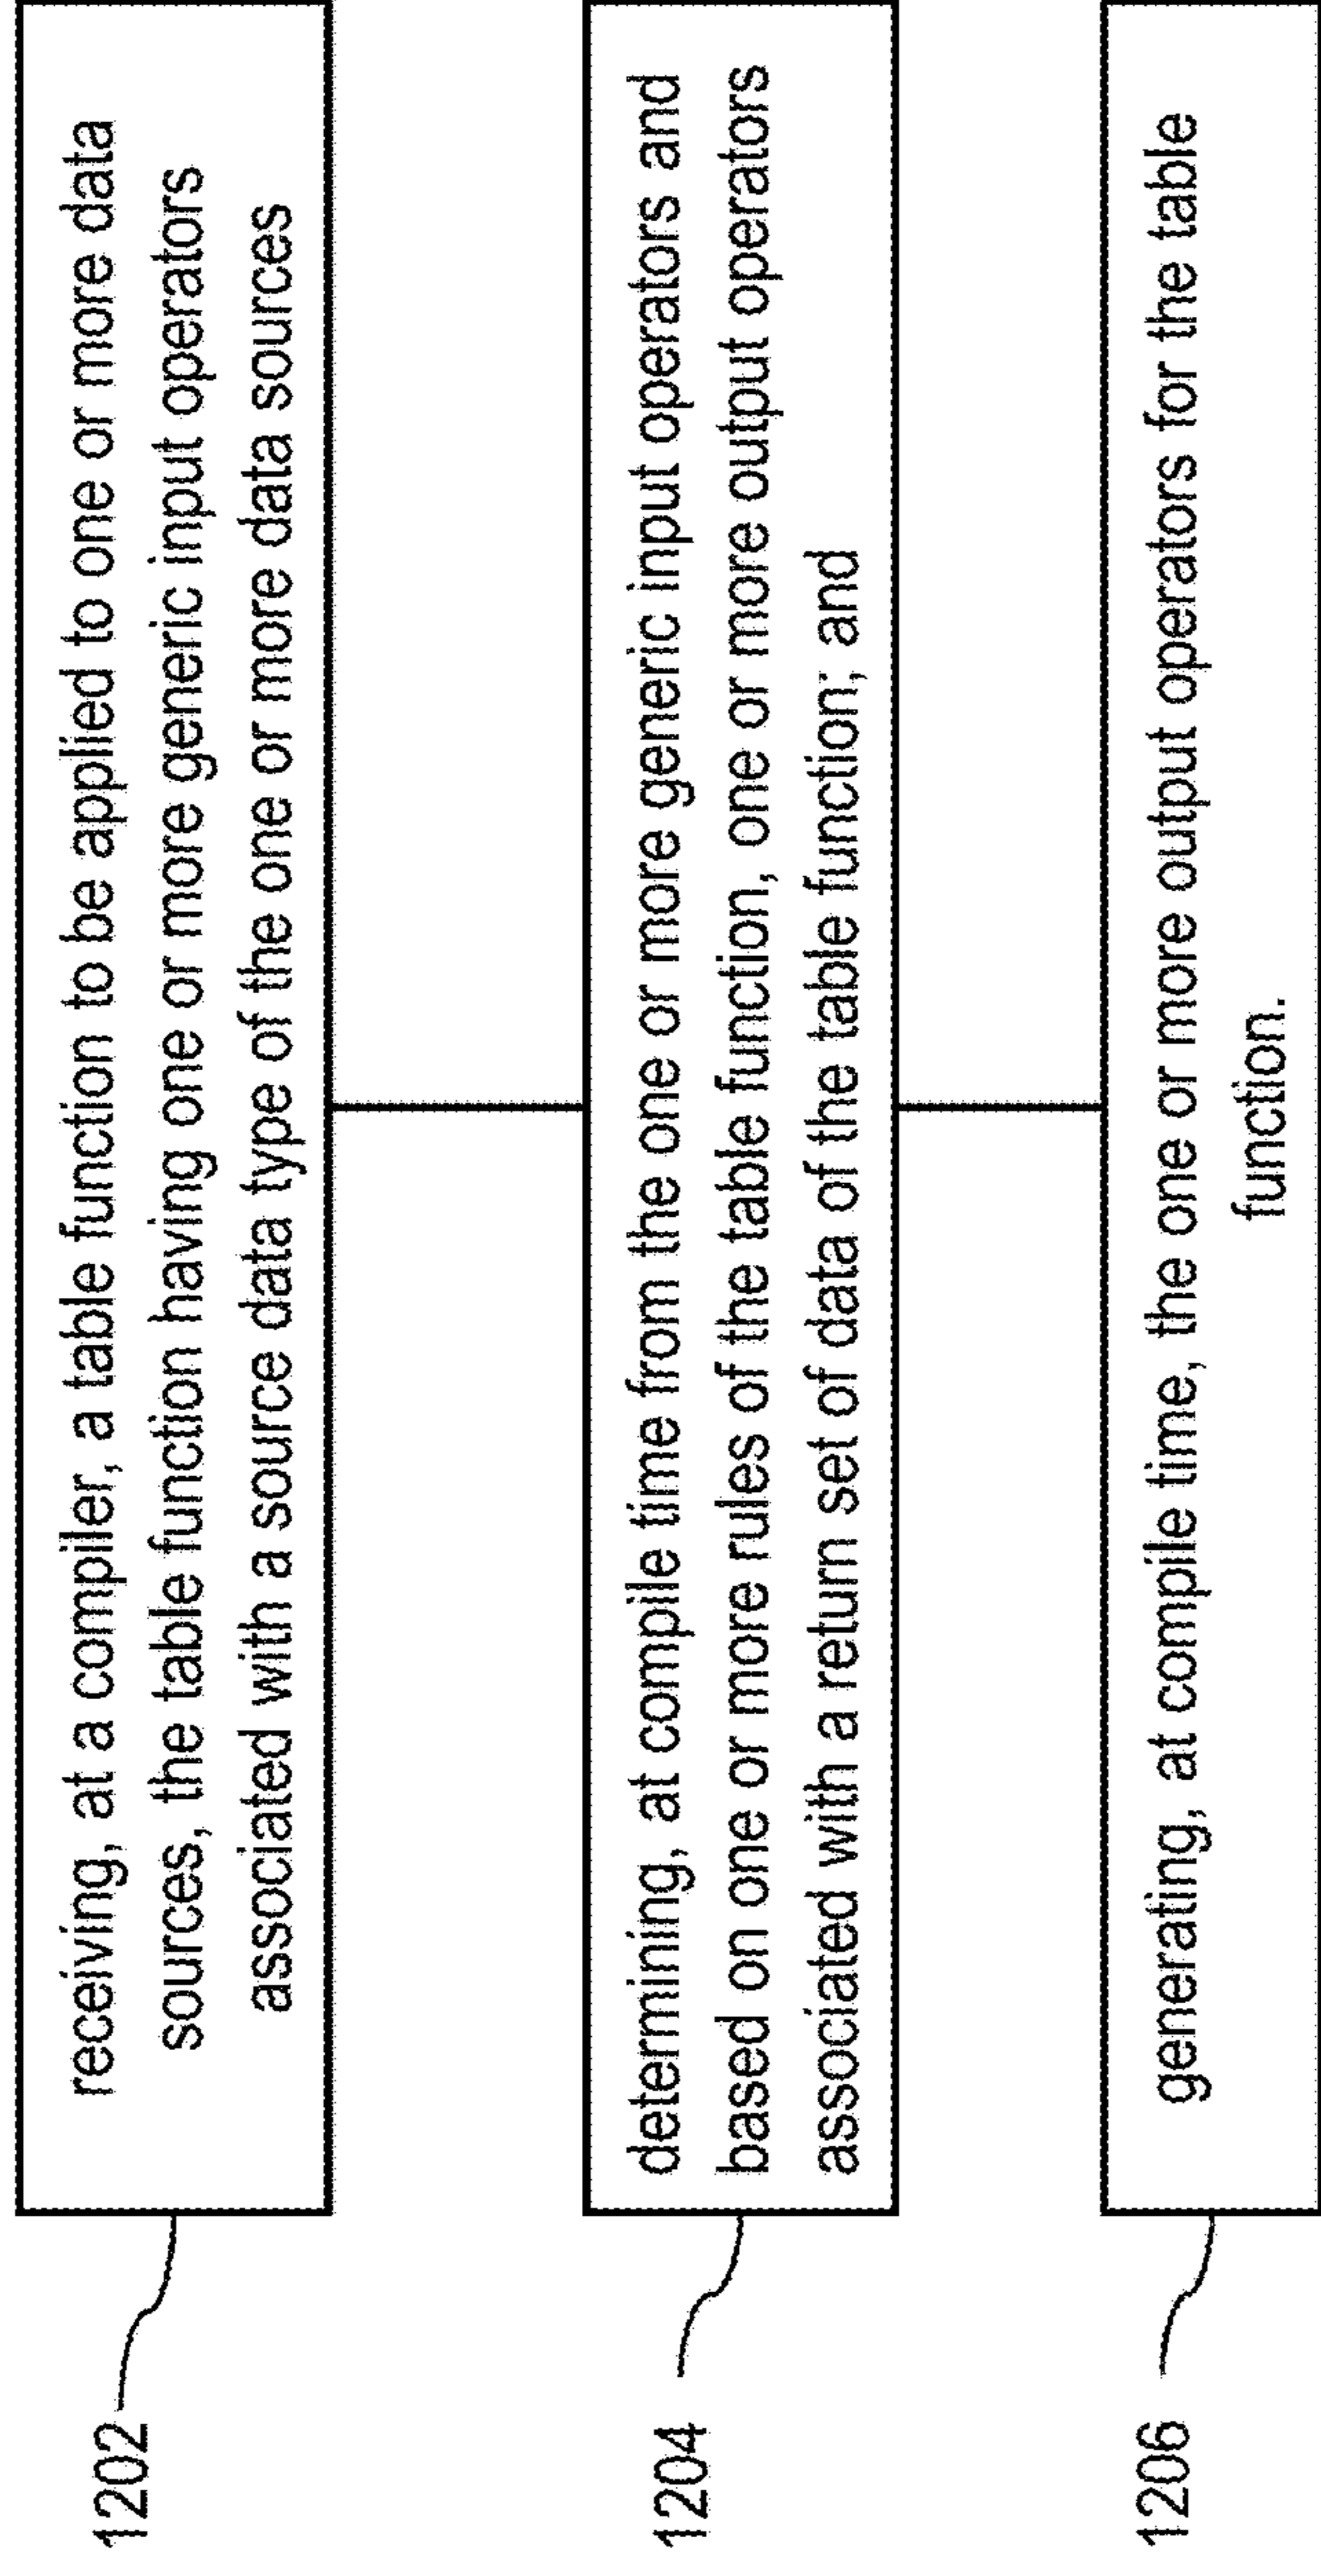 1202
receiving, at a compiler, a table function to be applied to one or more data
sources, the table function having one or more generic input operators
associated with a source data type of the one or more data sources
1204
determining, at compile time from the one or more generic input operators and
based on one or more rules of the table function, one or more output operators
associated with a return set of data of the table function; and
1206
generating, at compile time, the one or more output operators for the table
function.